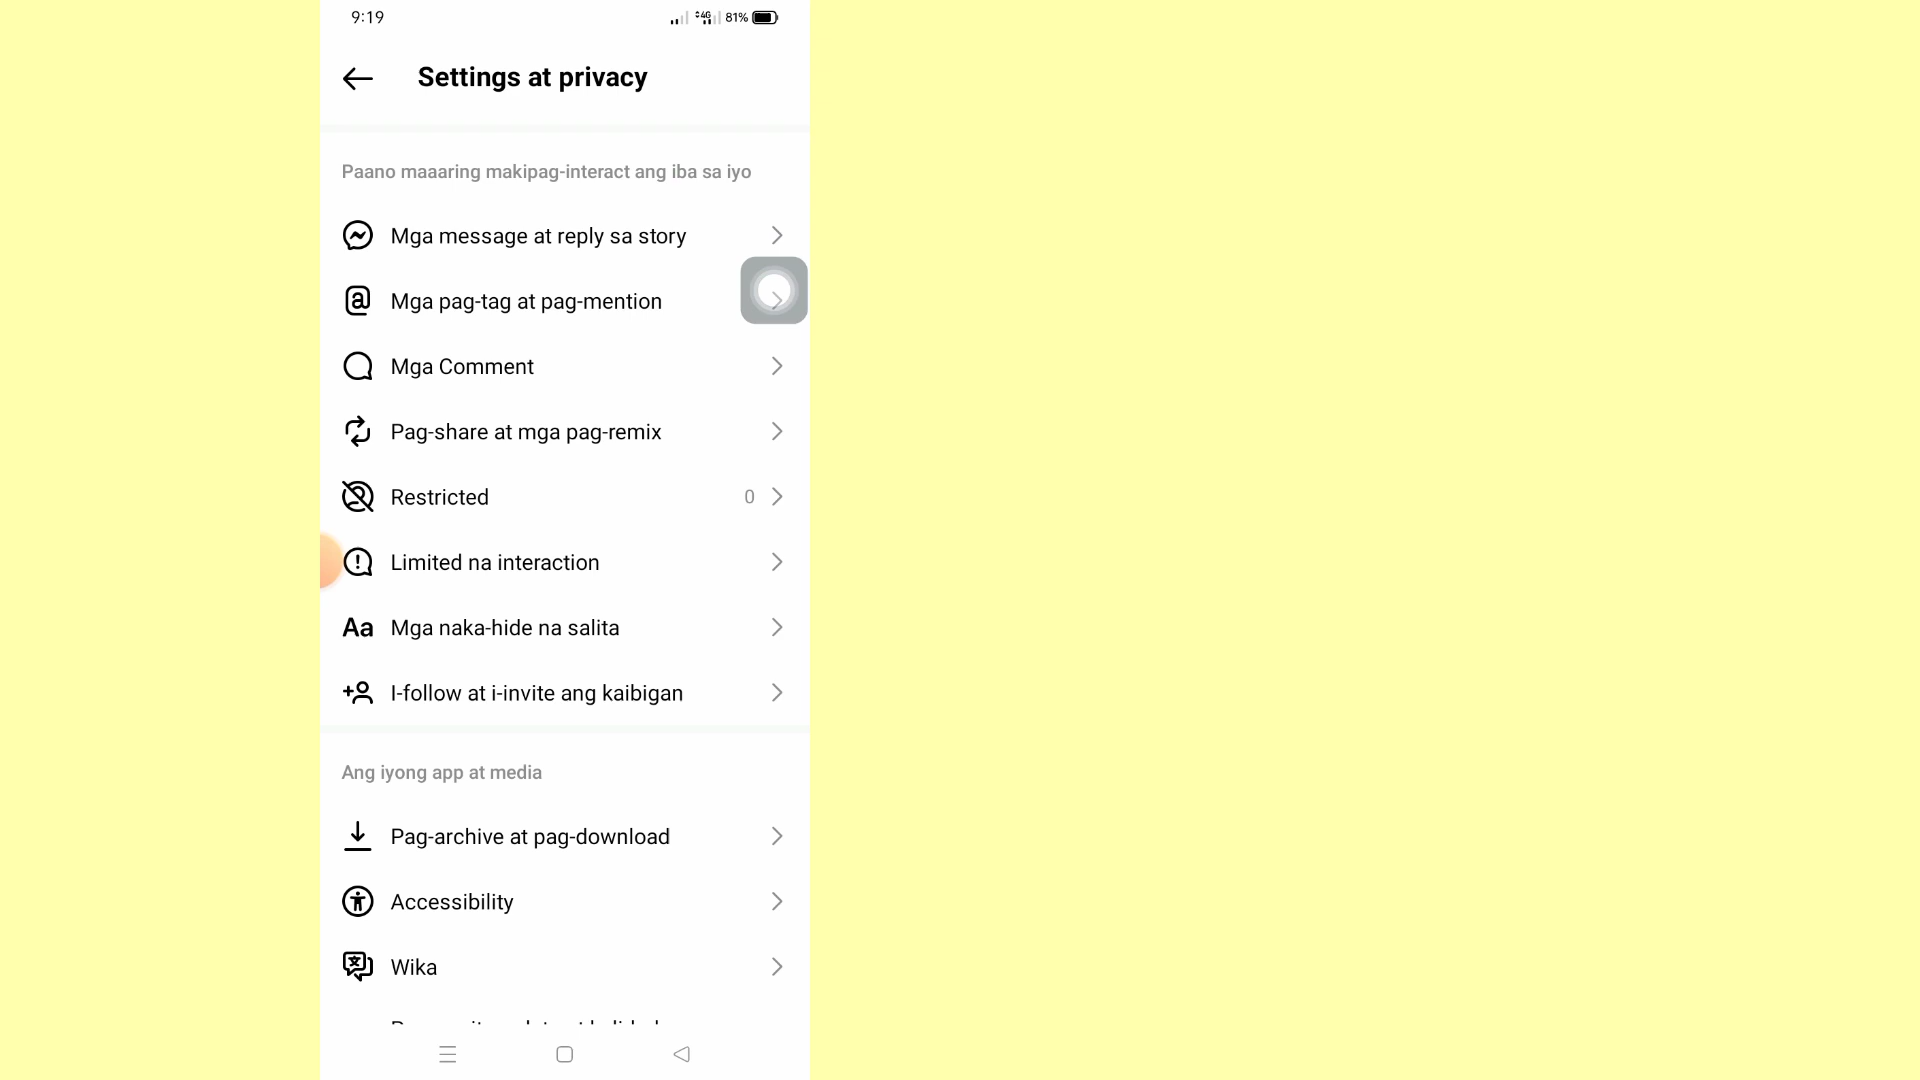 9:19
4G 81%
Settings at privacy
Paano maaaring makipag-interact ang iba sa iyo
Mga message at reply sa story
Mga pag-tag at pag-mention
Mga Comment
Pag-share at mga pag-remix
Restricted 0
Limited na interaction
Mga naka-hide na salita
Aa
I-follow at i-invite ang kaibigan
Ang iyong app at media
Pag-archive at pag-download
Accessibility
Wika